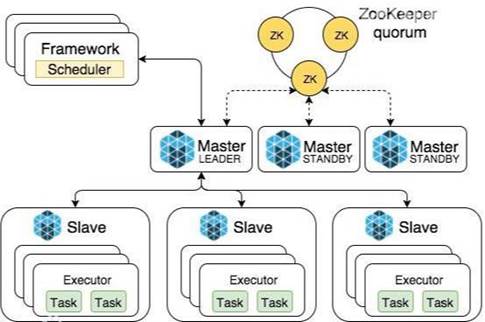 Framework
Scheduler
ZooKeeper
quorum
ZK
ZK
ZK
Master
LEADER
Master
STANDBY
Master
STANDBY
Slave
Slave
Slave
Executor
Executor
Executor
Task Task
Task Task
Task Task